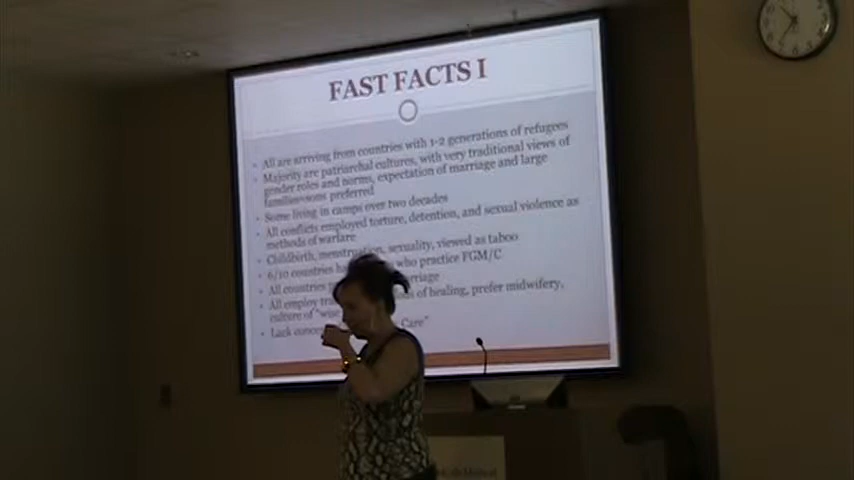 FAST FACTS I
All are arriving from countries with 1-2 generations of refugees
Majority are patriarchal cultures, with very traditional views of
gender roles and norms, expectation of marriage and large
families-sons preferred
Some living in camps over two decades
All conflicts employed torture, detention, and sexual violence as
methods of warfare
Childbirth, menstruation, sexuality, viewed as taboo
6/10 countries who practice FGM/C
All countries
All employ of healing, prefer midwifery,
culture of
Lack Care"